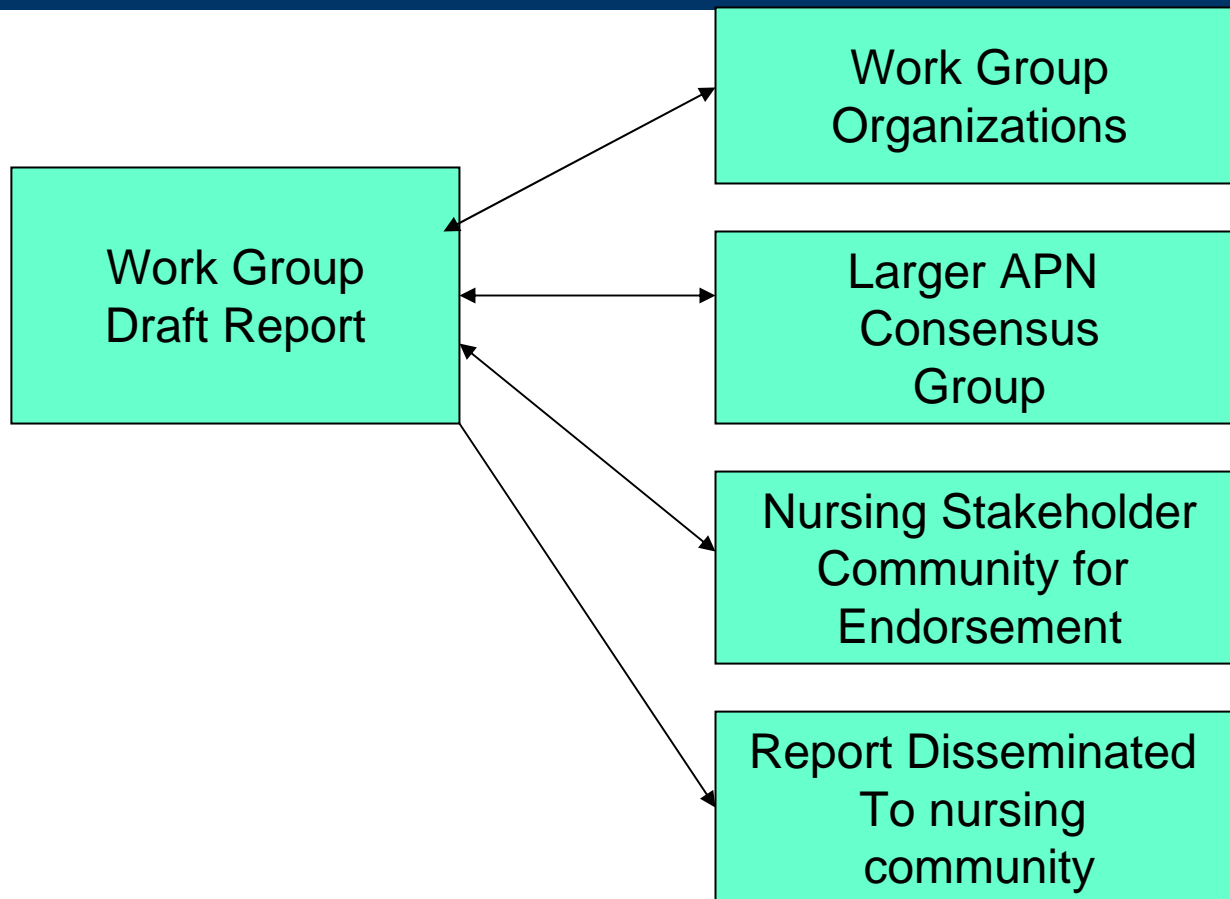 Work Group
Draft Report
Work Group
Organizations
Larger APN
Consensus
Group
Nursing Stakeholder
Community for
Endorsement
Report Disseminated
To nursing
community